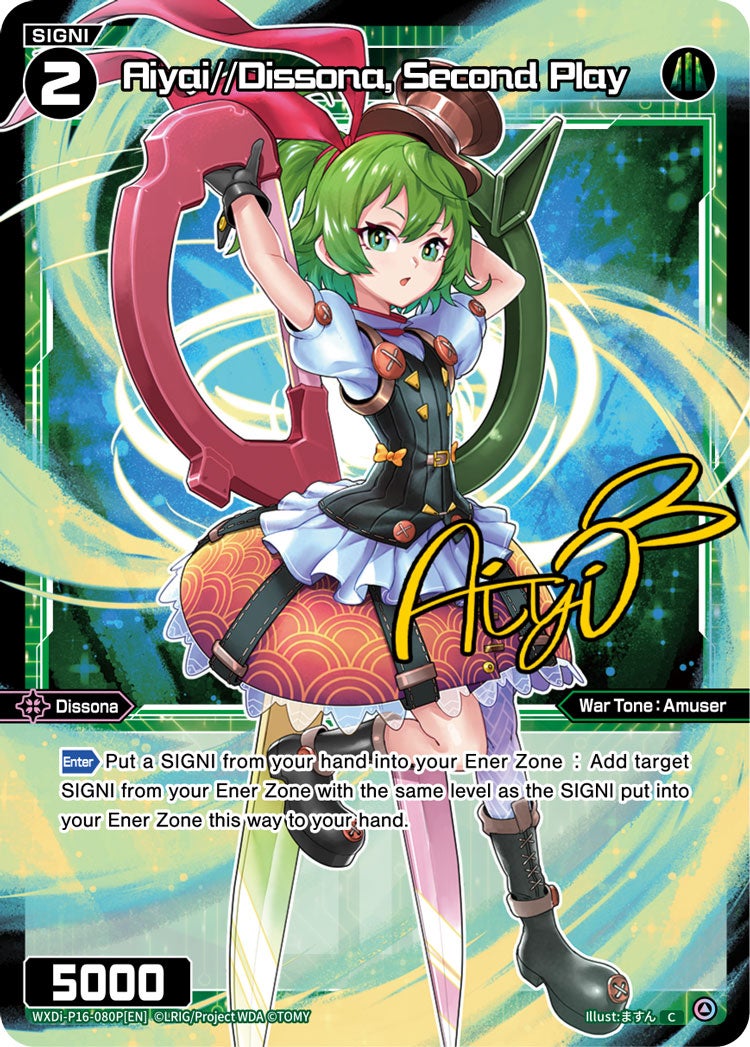 SIGNI
2
Aiyai//Dissona, Second Play
Aiyi
Dissona
War Tone：Amuser
Enter Put a SIGNI from your hand into your Ener Zone：Add target
SIGNI from your Ener Zone with the same level as the SIGNI put into
your Ener Zone this way to your hand.
5000
WXDi-P16-080P[EN] ©LRIG/Project WDA ©TOMY
Illust:ますん C